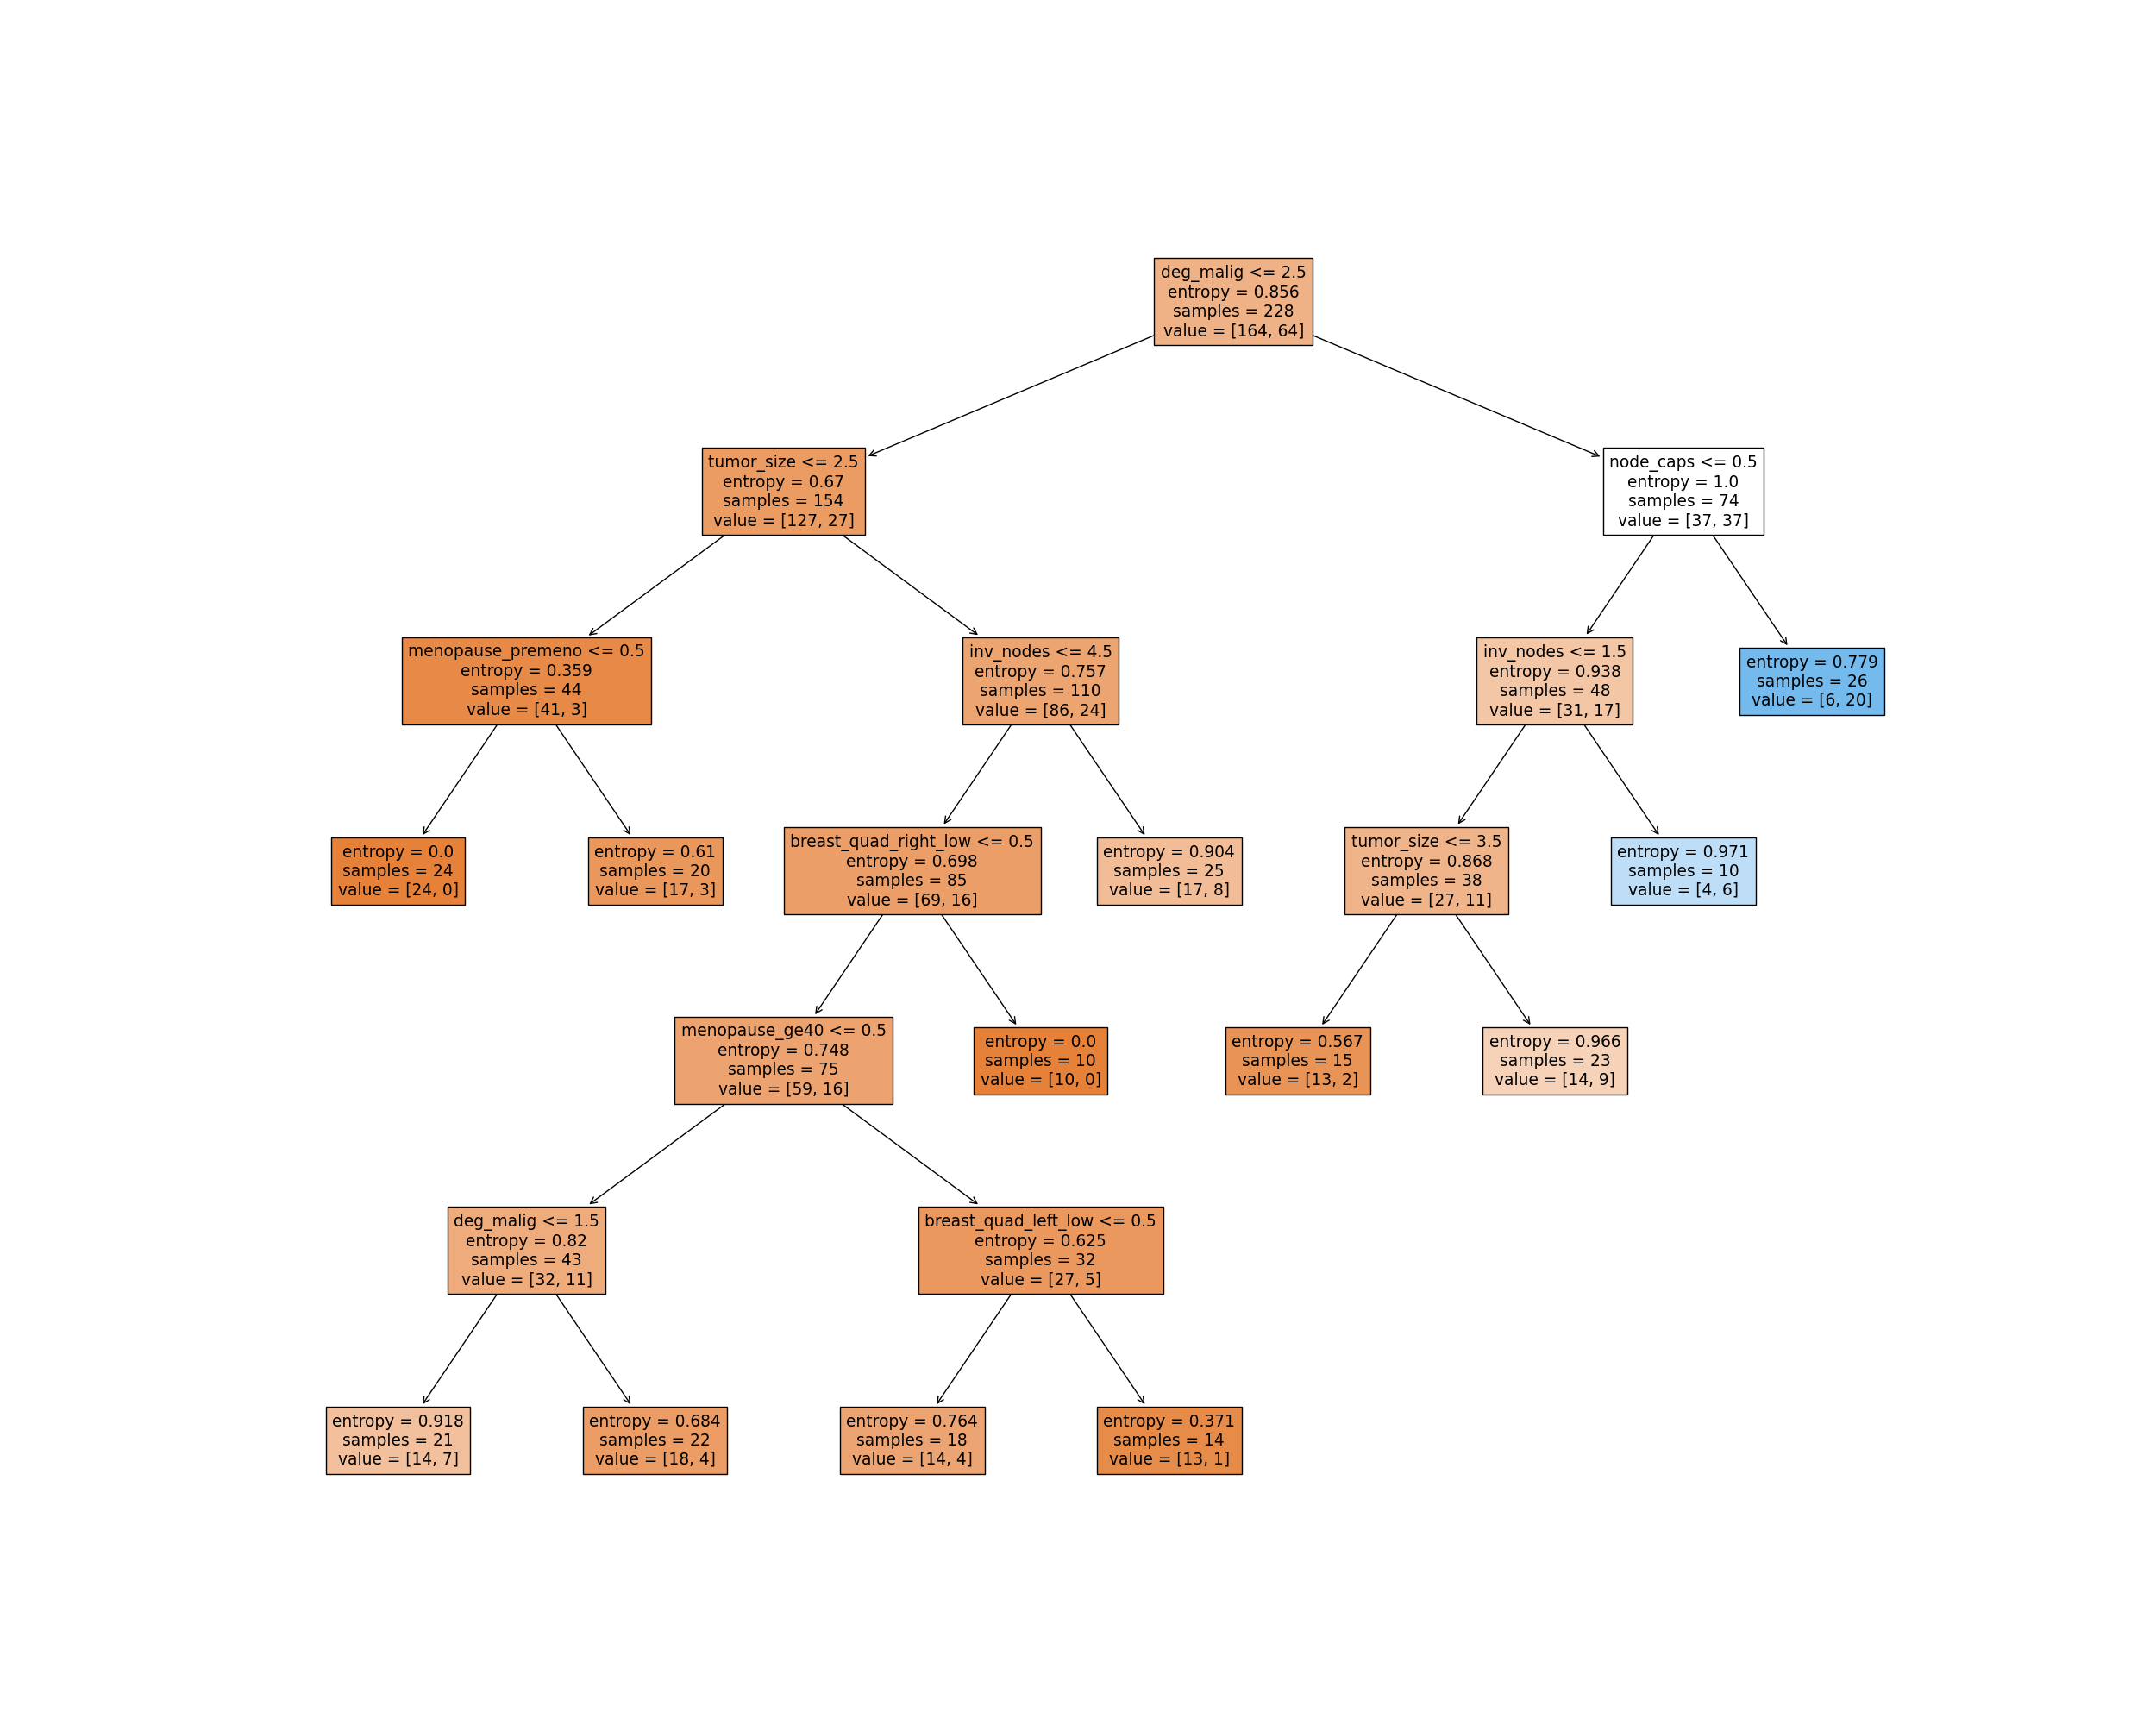 deg_malig <= 2.5
entropy = 0.856
samples = 228
value = [164, 64]
tumor_size <= 2.5
entropy = 0.67
samples = 154
value = [127, 27]
node_caps <= 0.5
entropy = 1.0
samples = 74
value = [37, 37]
menopause_premeno <= 0.5
entropy = 0.359
samples = 44
value = [41, 3]
inv_nodes <= 4.5
entropy = 0.757
samples = 110
value = [86, 24]
inv_nodes <= 1.5
entropy = 0.938
samples = 48
value = [31, 17]
entropy = 0.779
samples = 26
value = [6, 20]
entropy = 0.0
samples = 24
value = [24, 0]
entropy = 0.61
samples = 20
value = [17, 3]
breast_quad_right_low <= 0.5
entropy = 0.698
samples = 85
value = [69, 16]
entropy = 0.904
samples = 25
value = [17, 8]
tumor_size <= 3.5
entropy = 0.868
samples = 38
value = [27, 11]
entropy = 0.971
samples = 10
value = [4, 6]
menopause_ge40 <= 0.5
entropy = 0.748
samples = 75
value = [59, 16]
entropy = 0.0
samples = 10
value = [10, 0]
entropy = 0.567
samples = 15
value = [13, 2]
entropy = 0.966
samples = 23
value = [14, 9]
deg_malig <= 1.5
entropy = 0.82
samples = 43
value = [32, 11]
breast_quad_left_low <= 0.5
entropy = 0.625
samples = 32
value = [27, 5]
entropy = 0.918
samples = 21
value = [14, 7]
entropy = 0.684
samples = 22
value = [18, 4]
entropy = 0.764
samples = 18
value = [14, 4]
entropy = 0.371
samples = 14
value = [13, 1]